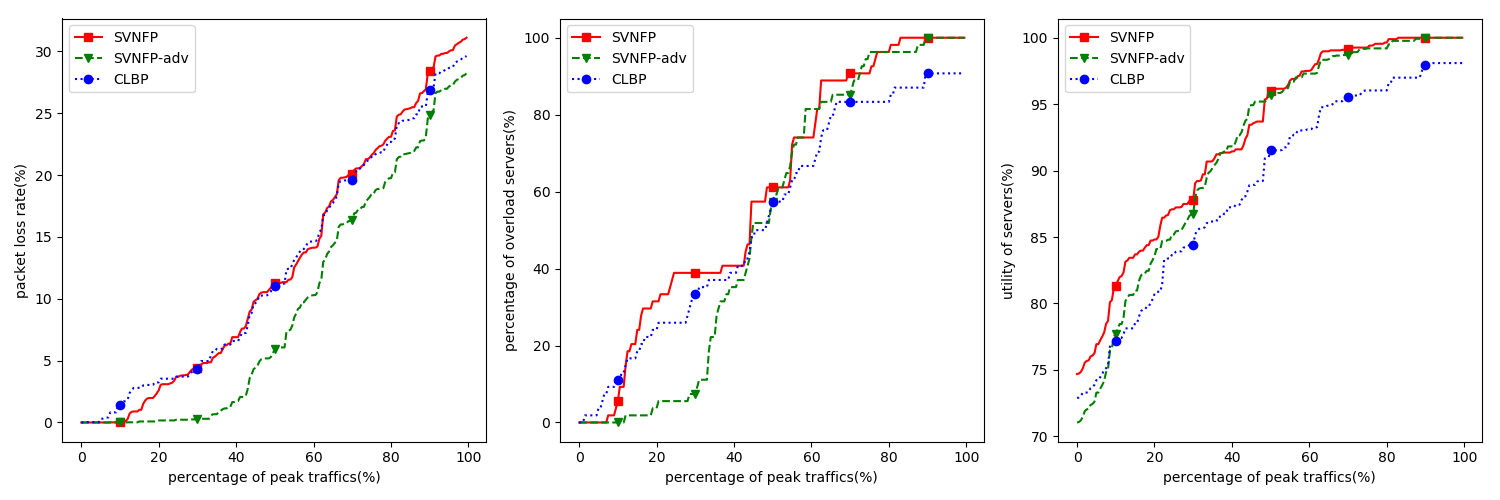 packet loss rate(%)
30
25
20
15
10
5
0
SVNFP
SVNFP-adv
CLBP
0 20 40 60 80 100
percentage of peak traffics(%)
percentage of overload servers(%)
100
80
60
40
20
0
SVNFP
SVNFP-adv
CLBP
0 20 40 60 80 100
percentage of peak traffics(%)
utility of servers(%)
100
95
90
85
80
75
70
SVNFP
SVNFP-adv
CLBP
0 20 40 60 80 100
percentage of peak traffics(%)